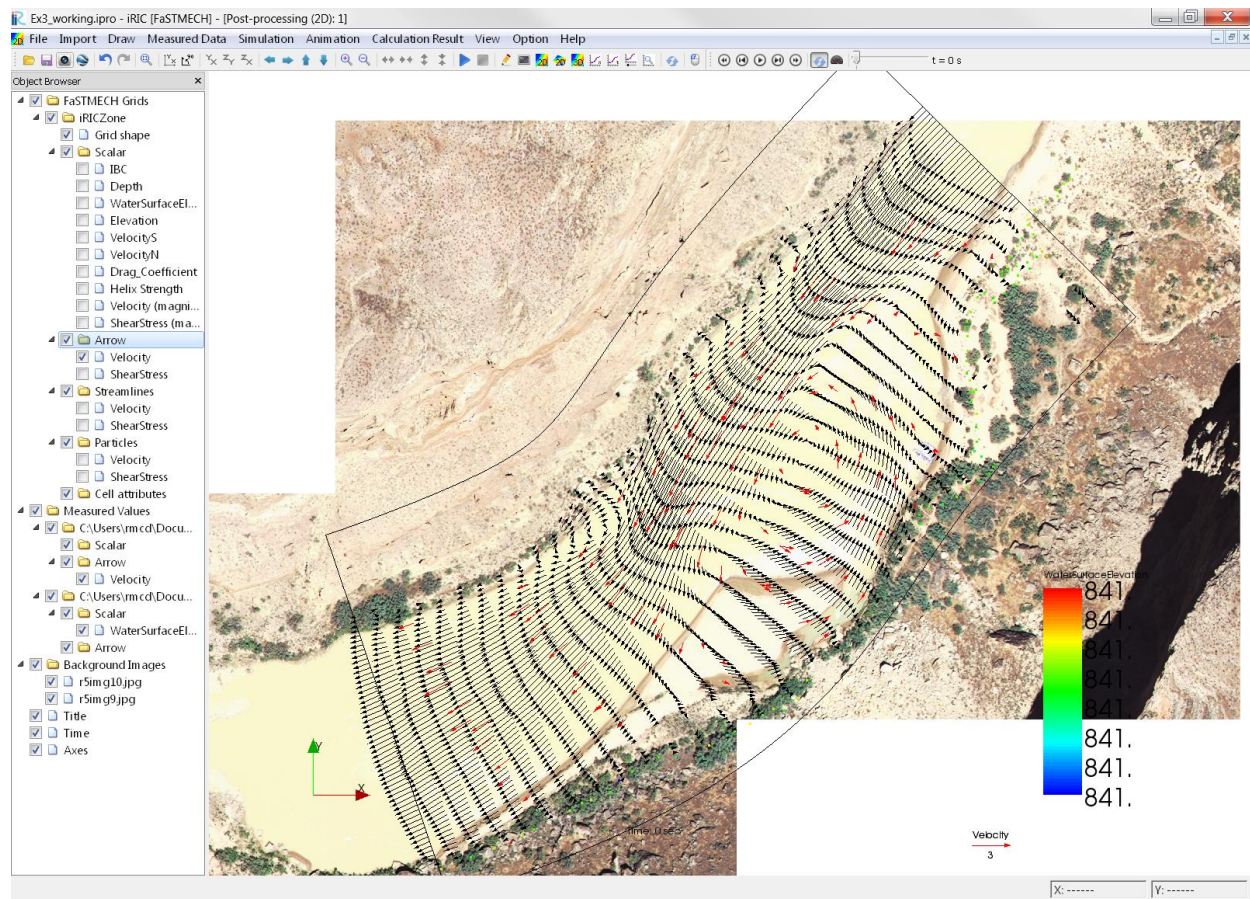 Ex3_working.ipro - iRIC [FaSTMECH] - [Post-processing (2D): 1]
File Import Draw Measured Data Simulation Animation Calculation Result View Option Help
t = 0 s
Object Browser
FaSTMECH Grids
iRICZone
Grid shape
Scalar
IBC
Depth
WaterSurfaceEl...
Elevation
VelocityS
VelocityN
Drag_Coefficient
Helix Strength
Velocity (magni...
ShearStress (ma...
Arrow
Velocity
ShearStress
Streamlines
Velocity
ShearStress
Particles
Velocity
ShearStress
Cell attributes
Measured Values
C:\Users\rmcd\Docu...
Scalar
Arrow
Velocity
C:\Users\rmcd\Docu...
Scalar
WaterSurfaceEl...
Arrow
Background Images
r5img10.jpg
r5img9.jpg
Title
Time
Axes
Y
X
Time: 0 sec
WaterSurfaceElevation
841.
841.
841.
841.
841.
841.
841.
841.
Velocity
3
X: ------
Y: ------